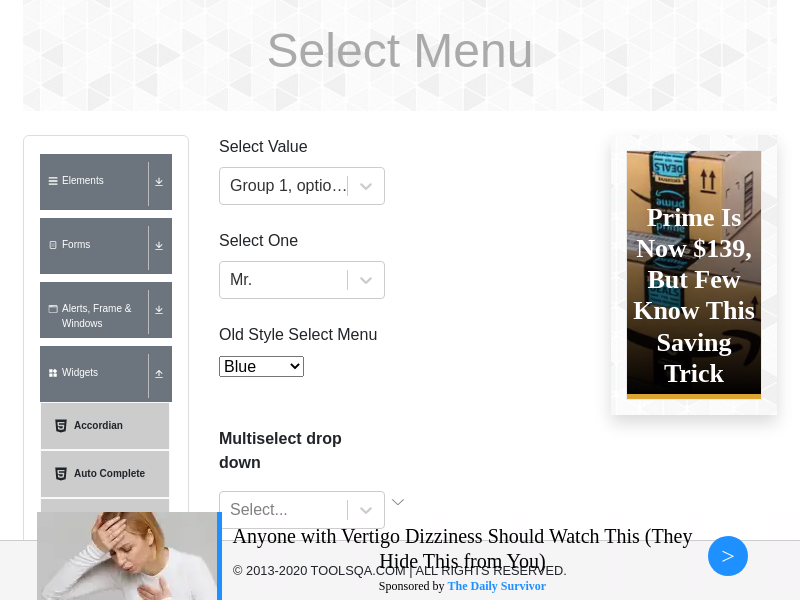 Select Menu
Elements
Forms
Alerts, Frame &
Windows
Widgets
Accordian
Auto Complete
Select Value
Group 1, optio...
Select One
Mr.
Old Style Select Menu
Blue
Multiselect drop
down
Select...
DEALS
prime
Prime Is
Now $139,
But Few
Know This
Saving
Trick
Anyone with Vertigo Dizziness Should Watch This (They
Hide This from You)
© 2013-2020 TOOLSQA.COM | ALL RIGHTS RESERVED.
Sponsored by The Daily Survivor
>